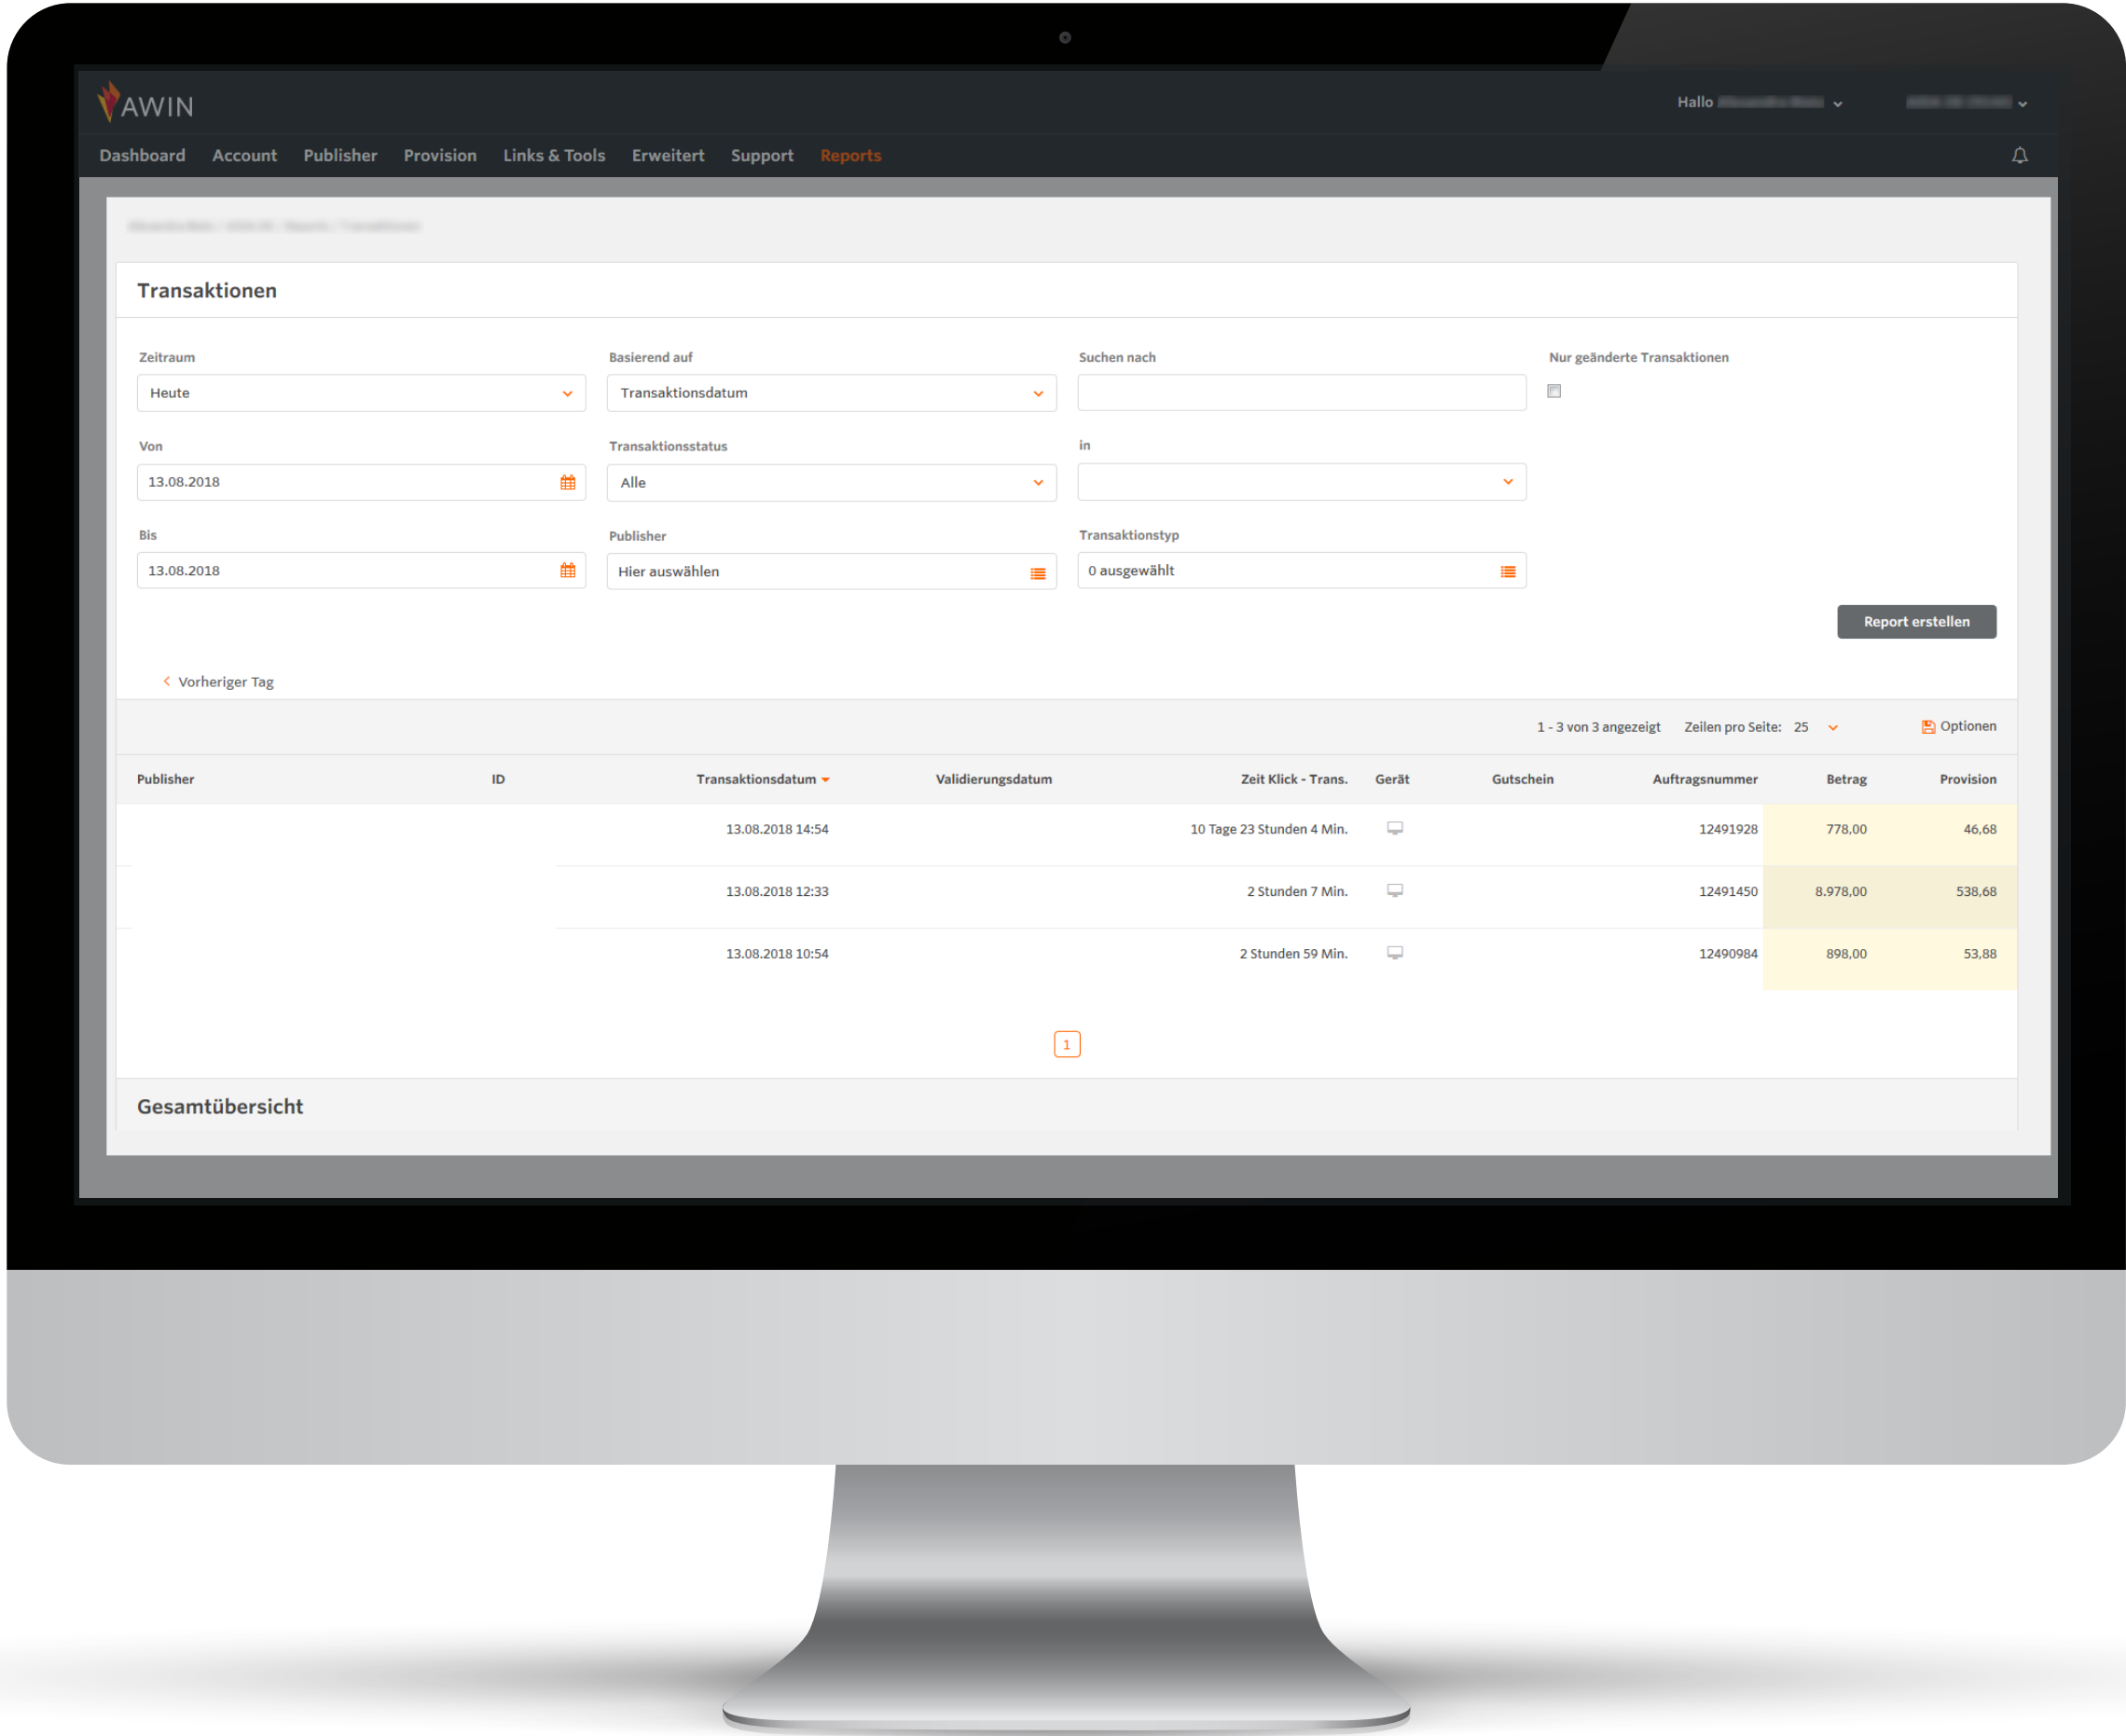 AWIN
Hallo
Dashboard Account Publisher Provision Links & Tools Erweitert Support Reports
Transaktionen
Zeitraum Basierend auf Suchen nach Nur geänderte Transaktionen
Heute Transaktionsdatum
Von Transaktionsstatus in
13.08.2018 Alle
Bis Publisher Transaktionstyp
13.08.2018 Hier auswählen 0 ausgewählt
Report erstellen
Vorheriger Tag
1 - 3 von 3 angezeigt Zeilen pro Seite: 25 Optionen
Publisher ID Transaktionsdatum Validierungsdatum Zeit Klick - Trans. Gerät Gutschein Auftragsnummer Betrag Provision
13.08.2018 14:54 10 Tage 23 Stunden 4 Min. 12491928 778,00 46,68
13.08.2018 12:33 2 Stunden 7 Min. 12491450 8.978,00 538,68
13.08.2018 10:54 2 Stunden 59 Min. 12490984 898,00 53,88
1
Gesamtübersicht